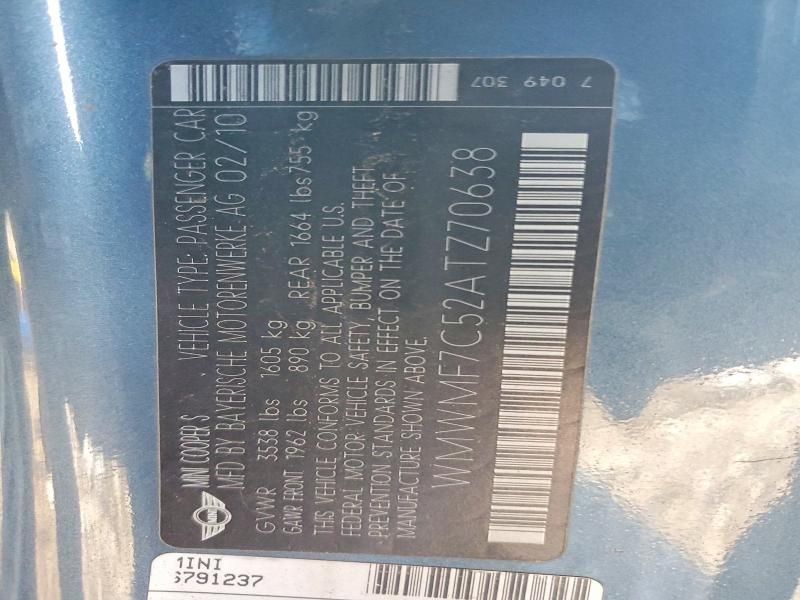 7 049 307
MINI
MINI COOPER S VEHICLE TYPE: PASSENGER CAR
MFD BY BAYERISCHE MOTORENWERKE AG 02/10
GVWR 3538 lbs 1605 kg
GAWR FRONT 1962 lbs 890 kg REAR 1664 lbs 755 kg
THIS VEHICLE CONFORMS TO ALL APPLICABLE U.S.
FEDERAL MOTOR VEHICLE SAFETY, BUMPER AND THEFT
PREVENTION STANDARDS IN EFFECT ON THE DATE OF
MANUFACTURE SHOWN ABOVE.
WMWMF7C52ATZ70638
MINI
6791237